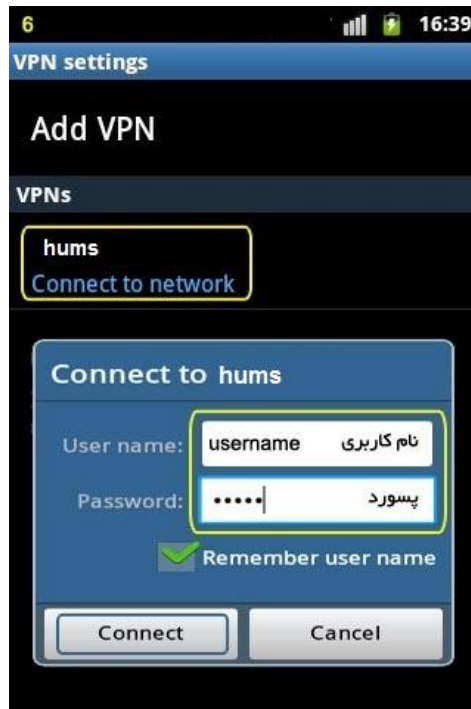 6 16:39
VPN settings
Add VPN
VPNs
hums
Connect to network
Connect to hums
User name: username نام کاربری
Password: •••••| پسورد
Remember user name
Connect Cancel